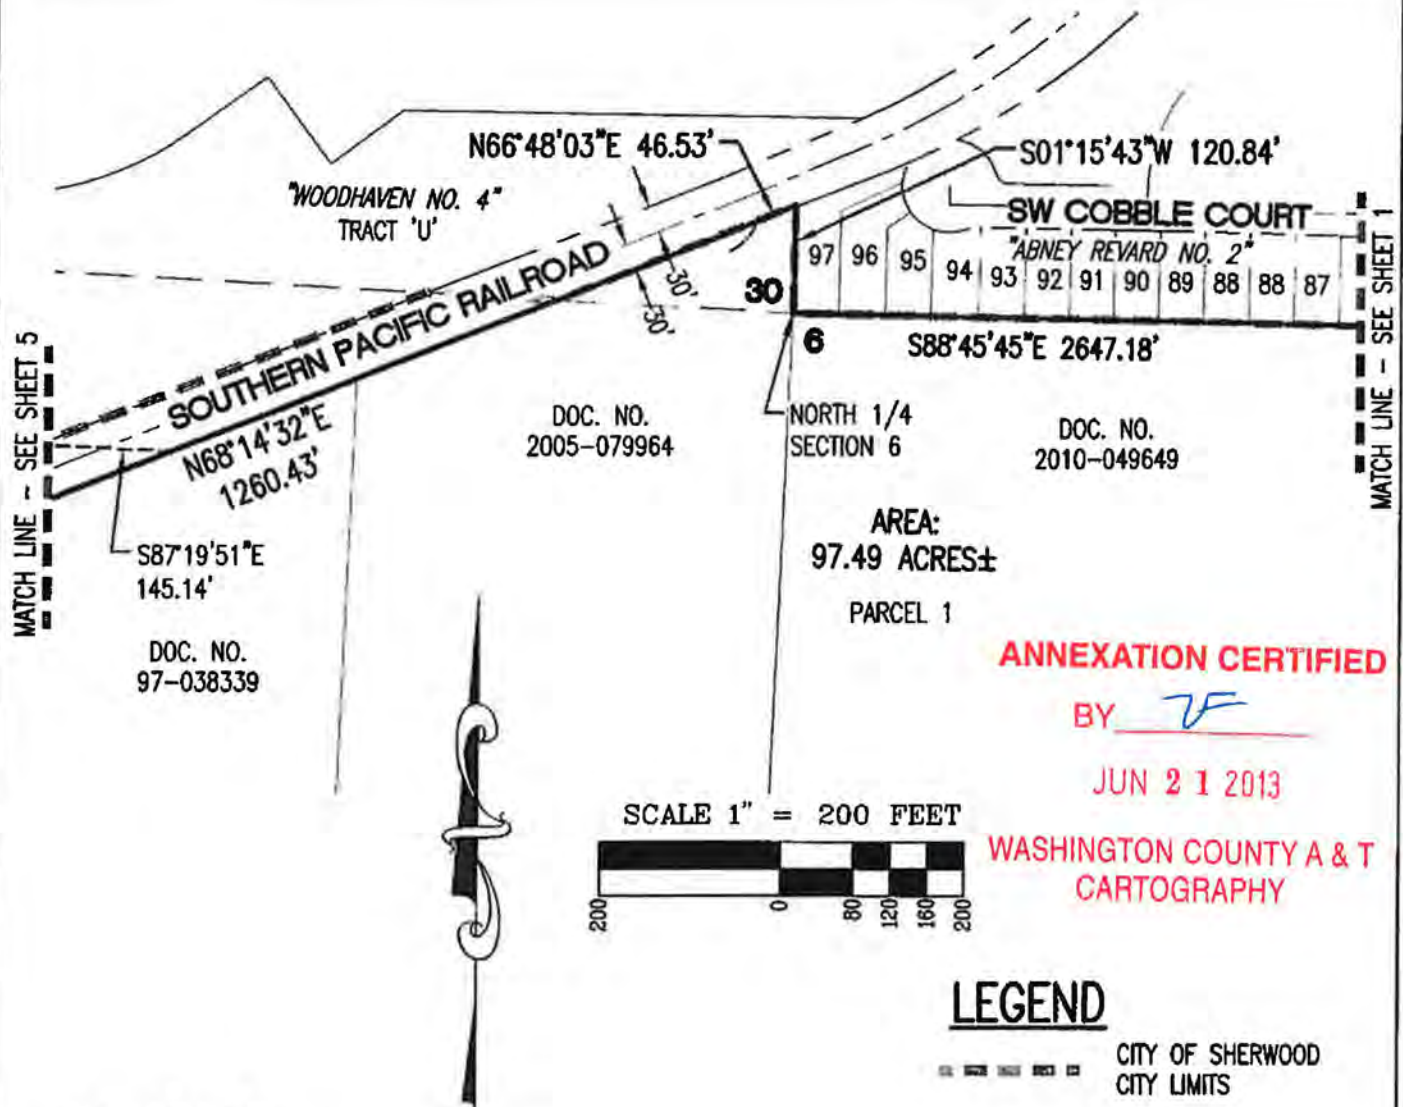 N66°48'03"E 46.53'
S01°15'43"W 120.84'
"WOODHAVEN NO. 4"
TRACT 'U'
SW COBBLE COURT
"ABNEY REVARD NO. 2"
97 96 95 94 93 92 91 90 89 88 88 87
SOUTHERN PACIFIC RAILROAD
30'
30'
30
6
S88°45'45"E 2647.18'
MATCH LINE - SEE SHEET 5
MATCH LINE - SEE SHEET 1
N68°14'32"E
1260.43'
DOC. NO.
2005-079964
NORTH 1/4
SECTION 6
DOC. NO.
2010-049649
S87°19'51"E
145.14'
AREA:
97.49 ACRES±
PARCEL 1
DOC. NO.
97-038339
ANNEXATION CERTIFIED
BY VF
JUN 21 2013
WASHINGTON COUNTY A & T
CARTOGRAPHY
SCALE 1" = 200 FEET
200 0 80 120 160 200
LEGEND
CITY OF SHERWOOD
CITY LIMITS